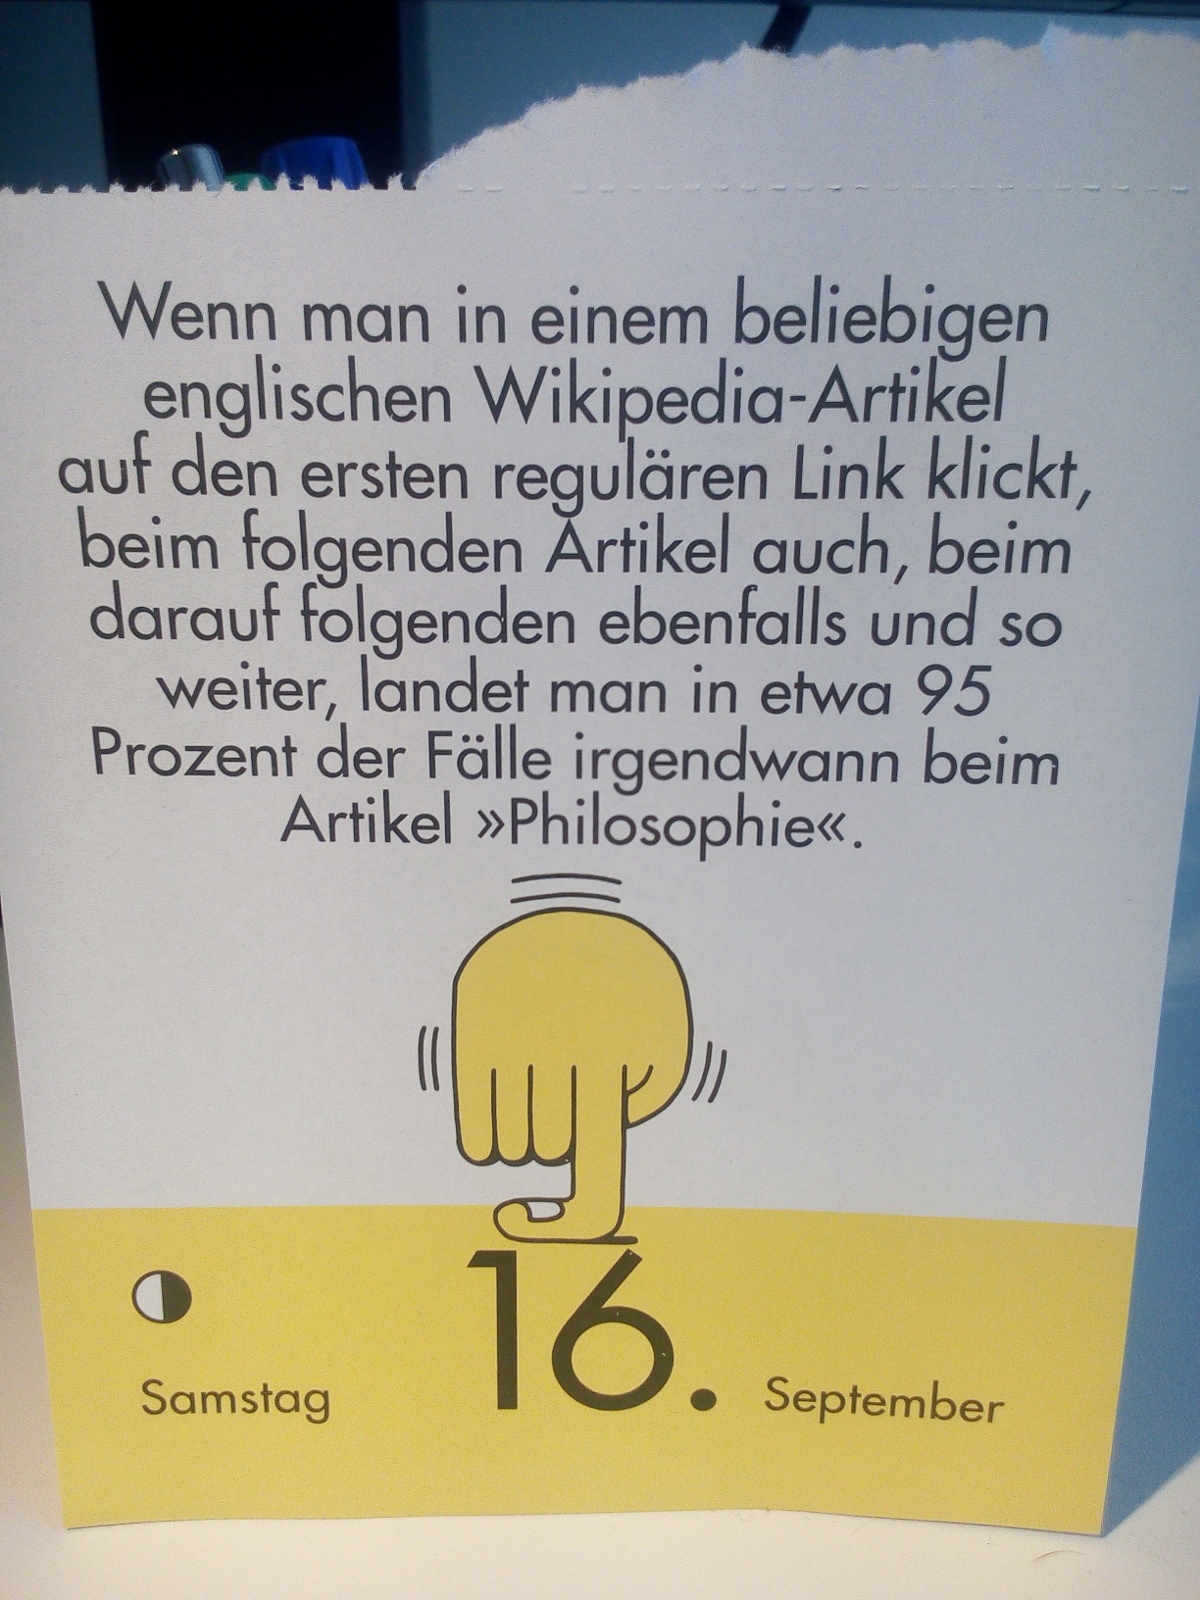 Wenn man in einem beliebigen
englischen Wikipedia-Artikel
auf den ersten regulären Link klickt,
beim folgenden Artikel auch, beim
darauf folgenden ebenfalls und so
weiter, landet man in etwa 95
Prozent der Fälle irgendwann beim
Artikel »Philosophie«.
Samstag 16. September